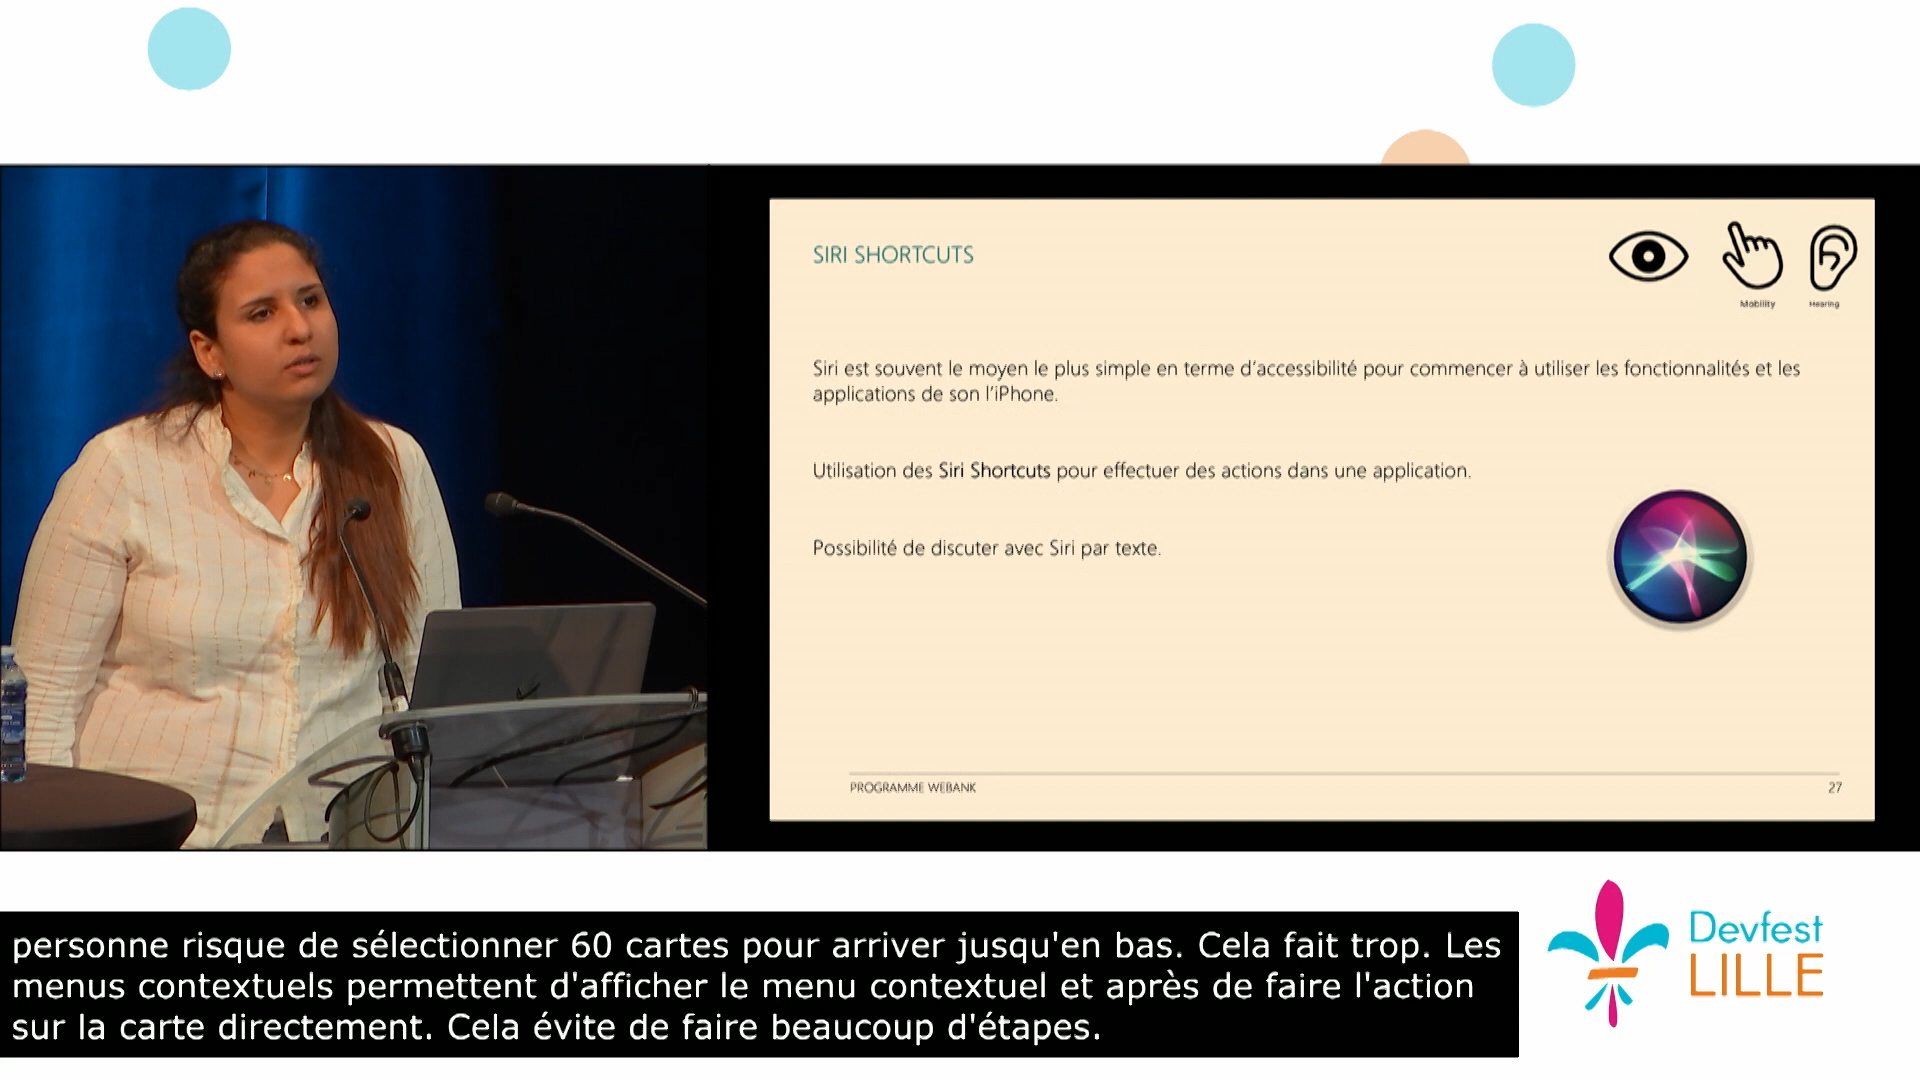 SIRI SHORTCUTS
Mobility
Hearing
Siri est souvent le moyen le plus simple en terme d’accessibilité pour commencer à utiliser les fonctionnalités et les
applications de son l’iPhone.
Utilisation des Siri Shortcuts pour effectuer des actions dans une application.
Possibilité de discuter avec Siri par texte.
PROGRAMME WEBANK
27
personne risque de sélectionner 60 cartes pour arriver jusqu'en bas. Cela fait trop. Les
menus contextuels permettent d'afficher le menu contextuel et après de faire l'action
sur la carte directement. Cela évite de faire beaucoup d'étapes.
Devfest
LILLE